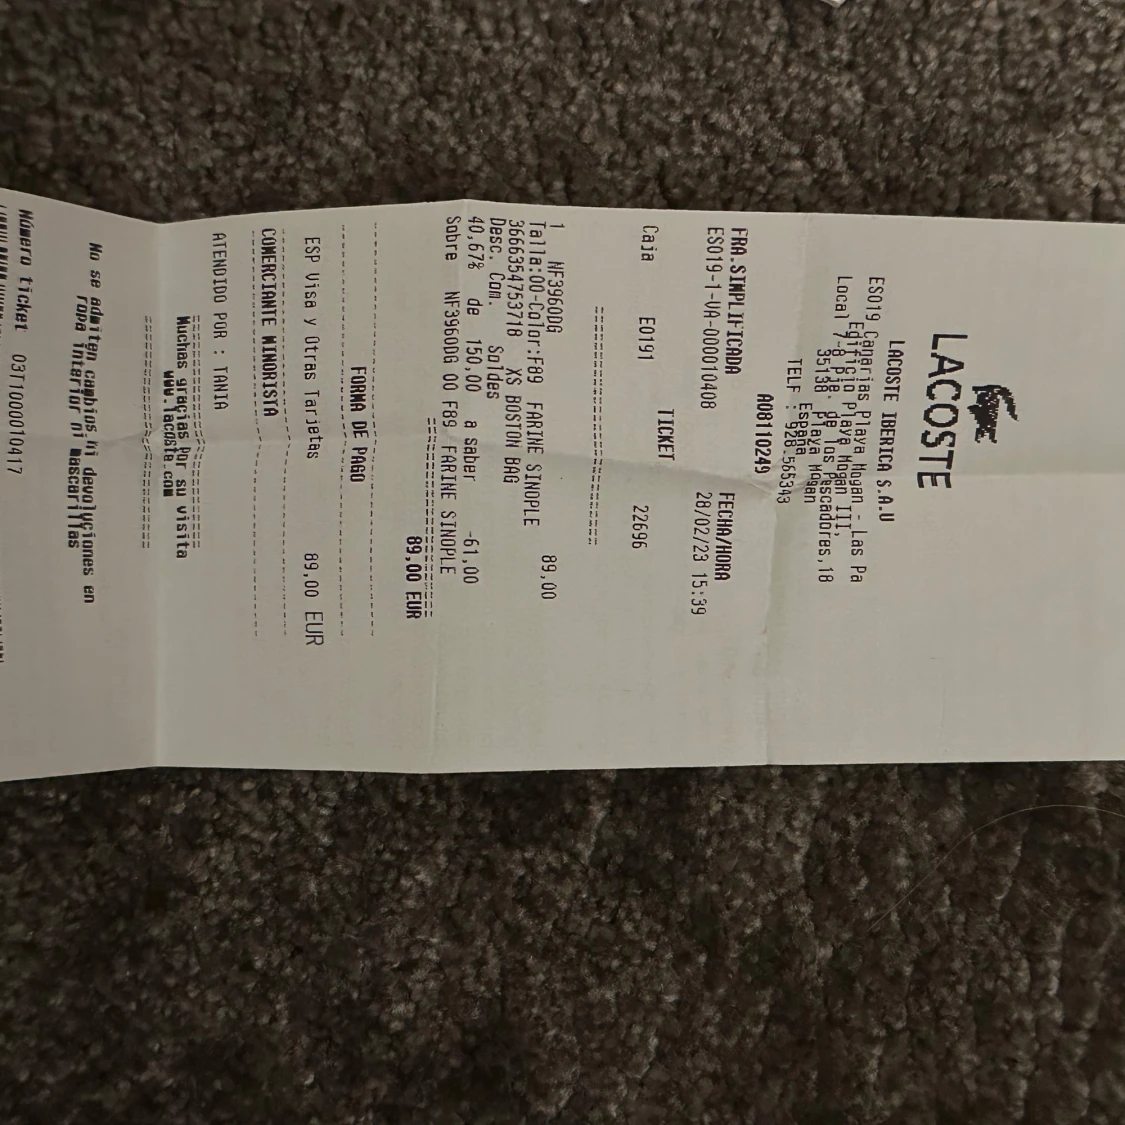 LACOSTE
LACOSTE IBERICA S.A.U
ES019 Canarias Playa Mogan - Las Pa
Edificio Playa Mogan III,
Local 7-8 Pje. de los Pescadores,18
35138 Playa Mogan
España
TELF : 928.565343
A08110249
FRA.SIMPLIFICADA FECHA/HORA
ES019-1-VA-000010408 28/02/23 15:39
TICKET
Caja E0191 22696
1 NF3960DG 89,00
Talla:00-Color:F89 FARINE SINOPLE
3666354753718 XS BOSTON BAG
Desc. Com. Soldes
40,67% de 150,00 a saber -61,00
Sobre NF3960DG 00 F89 FARINE SINOPLE
89,00 EUR
FORMA DE PAGO
ESP Visa y Otras Tarjetas 89,00 EUR
COMERCIANTE MINORISTA
ATENDIDO POR : TANIA
Muchas gracias Por su visita
www.lacoste.com
No se admiten cambios ni devoluciones en
ropa interior ni mascarillas
Número ticket 03T1000010417